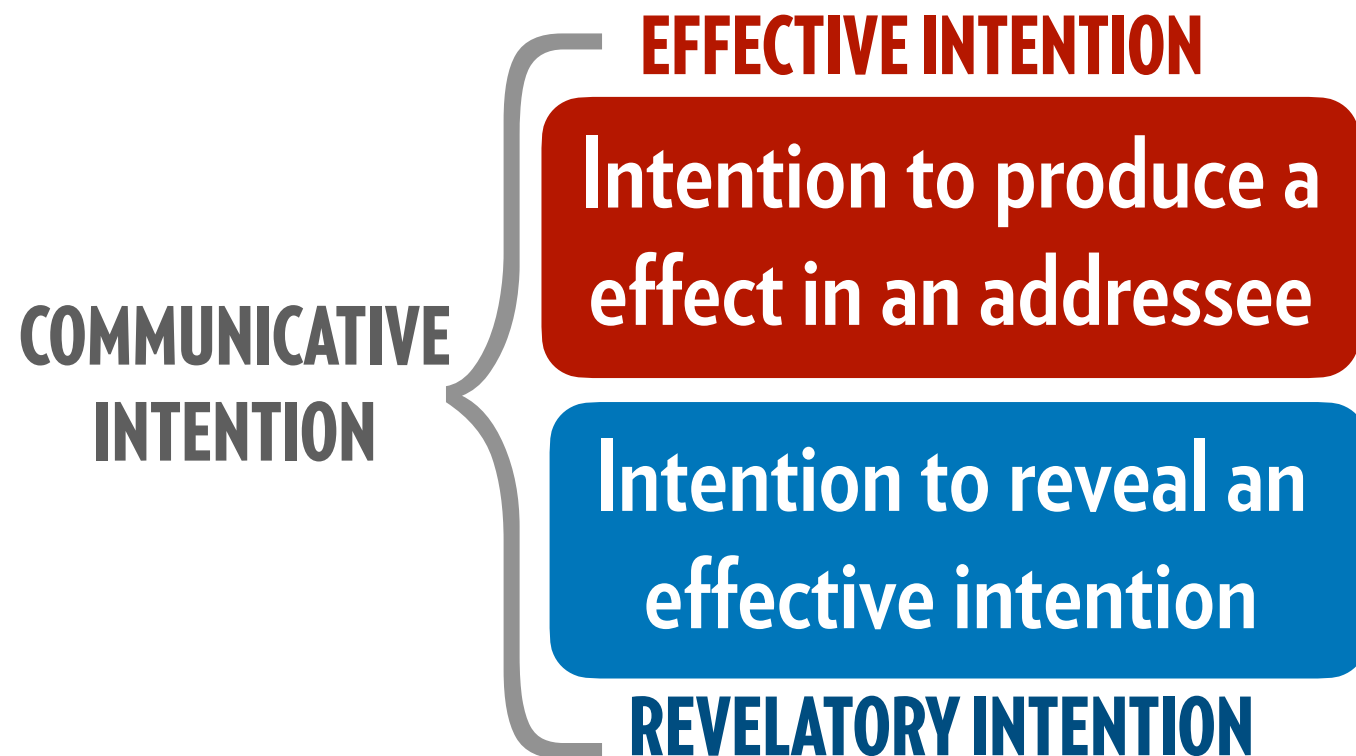 EFFECTIVE INTENTION
Intention to produce a
effect in an addressee
COMMUNICATIVE
INTENTION
Intention to reveal an
effective intention
REVELATORY INTENTION